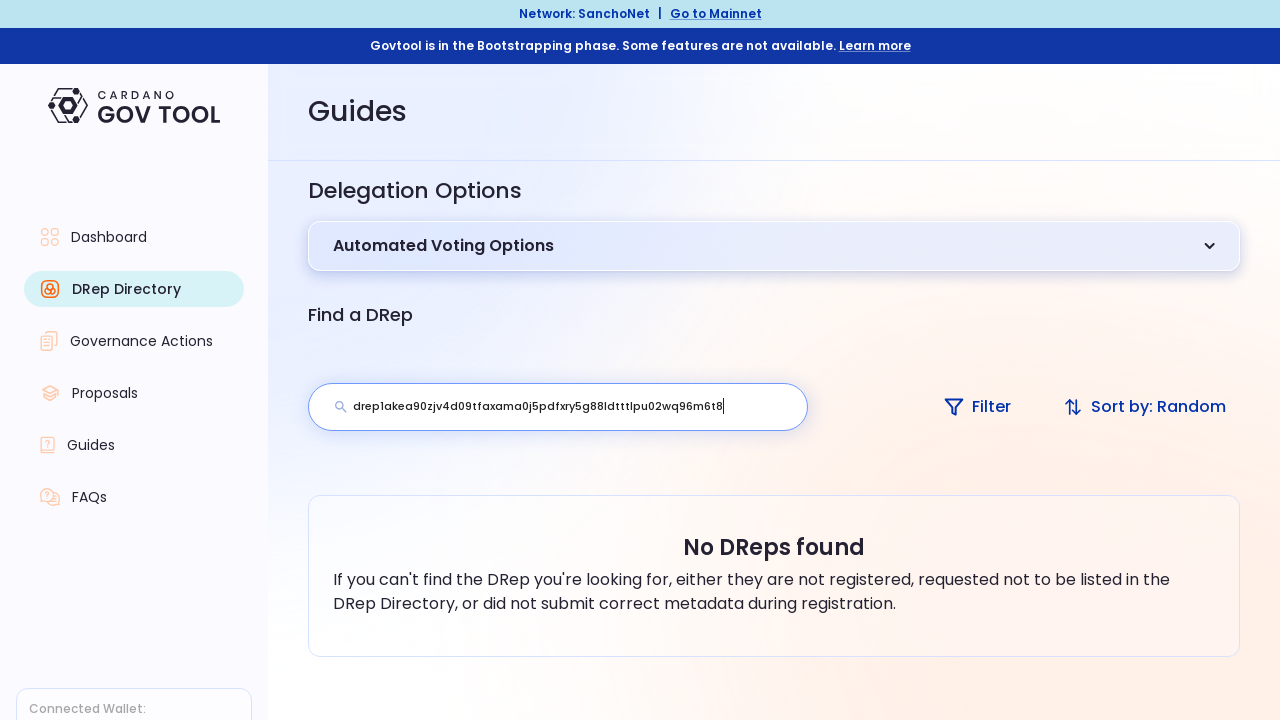 Network: SanchoNet | Go to Mainnet
Govtool is in the Bootstrapping phase. Some features are not available. Learn more
CARDANO
GOV TOOL
Guides
Delegation Options
Automated Voting Options
Dashboard
DRep Directory
Governance Actions
Proposals
Guides
FAQs
Find a DRep
drep1akea90zjv4d09tfaxama0j5pdfxry5g88ldtttlpu02wq96m6t8
Filter
Sort by: Random
No DReps found
If you can't find the DRep you're looking for, either they are not registered, requested not to be listed in the
DRep Directory, or did not submit correct metadata during registration.
Connected Wallet: